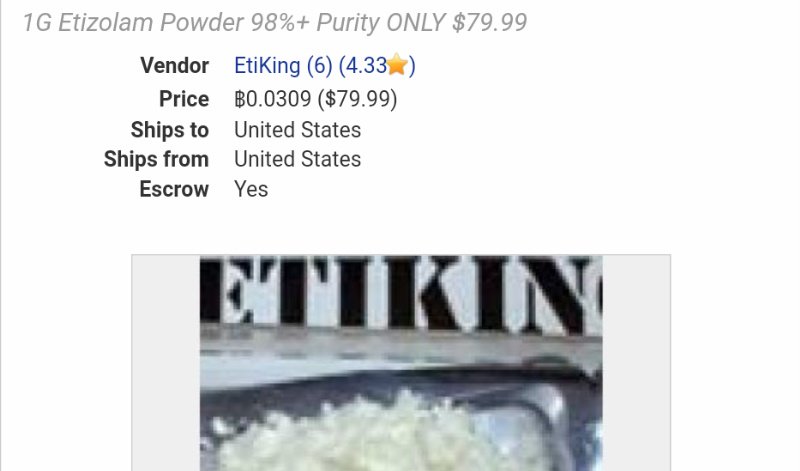 1G Etizolam Powder 98%+ Purity ONLY $79.99
Vendor EtiKing (6) (4.33⭐)
Price ฿0.0309 ($79.99)
Ships to United States
Ships from United States
Escrow Yes
ETIKIN